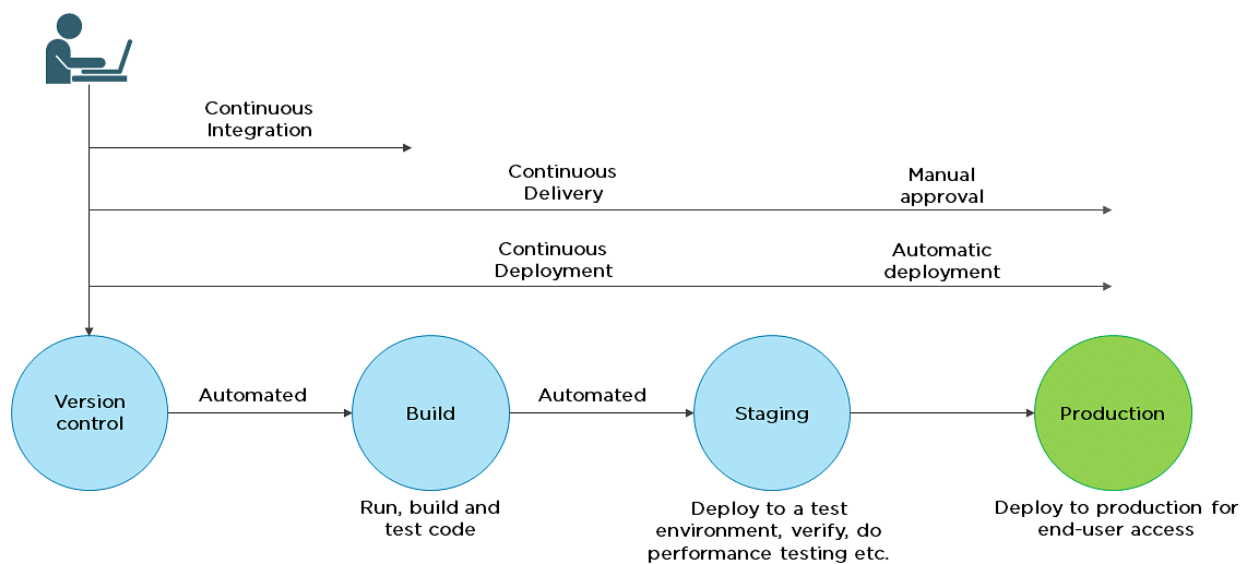 Continuous
Integration
Continuous
Delivery
Manual
approval
Continuous
Deployment
Automatic
deployment
Version
control
Automated
Build
Automated
Staging
Production
Run, build and
test code
Deploy to a test
environment, verify, do
performance testing etc.
Deploy to production for
end-user access